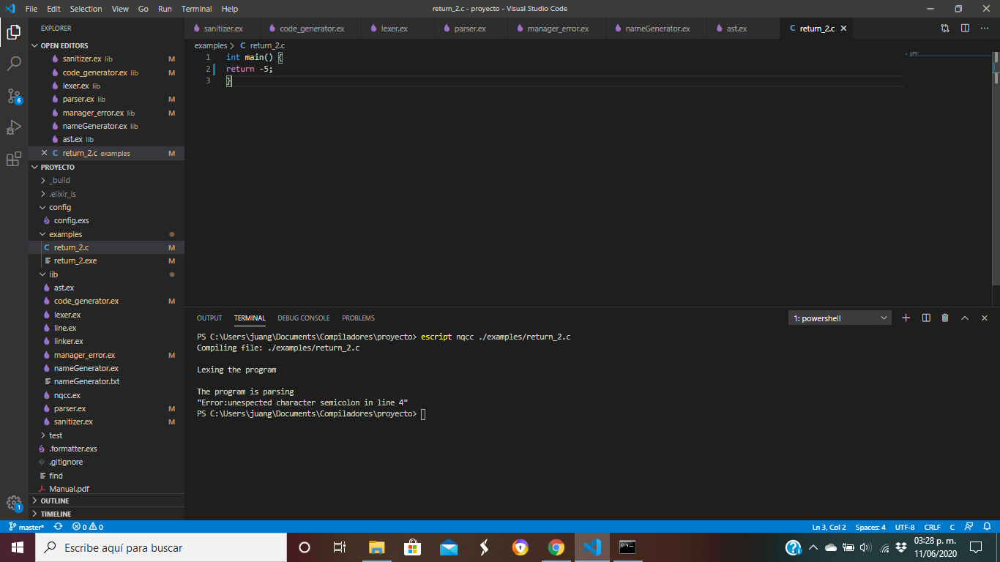 File Edit Selection View Go Run Terminal Help return_2.c - proyecto - Visual Studio Code
EXPLORER
sanitizer.ex code_generator.ex lexer.ex parser.ex manager_error.ex nameGenerator.ex ast.ex C return_2.c
OPEN EDITORS
sanitizer.ex lib M
code_generator.ex lib M
lexer.ex lib
parser.ex lib M
manager_error.ex lib M
nameGenerator.ex lib
ast.ex lib
C return_2.c examples M
PROYECTO
_build
.elixir_ls
config
config.exs
examples
C return_2.c M
return_2.exe M
lib
ast.ex
code_generator.ex M
lexer.ex
line.ex
linker.ex
manager_error.ex M
nameGenerator.ex
nameGenerator.txt
nqcc.ex
parser.ex M
sanitizer.ex M
test
.formatter.exs
.gitignore
find
Manual.pdf
OUTLINE
TIMELINE
6
1
examples > C return_2.c
1 int main() {
2 return -5;
3 }
OUTPUT TERMINAL DEBUG CONSOLE PROBLEMS 1: powershell
PS C:\Users\juang\Documents\Compiladores\proyecto> escript nqcc ./examples/return_2.c
Compiling file: ./examples/return_2.c
Lexing the program
The program is parsing
"Error:unespected character semicolon in line 4"
PS C:\Users\juang\Documents\Compiladores\proyecto>
master* 0 0 Ln 3, Col 2 Spaces: 4 UTF-8 CRLF C
Escribe aquí para buscar
03:28 p. m.
11/06/2020